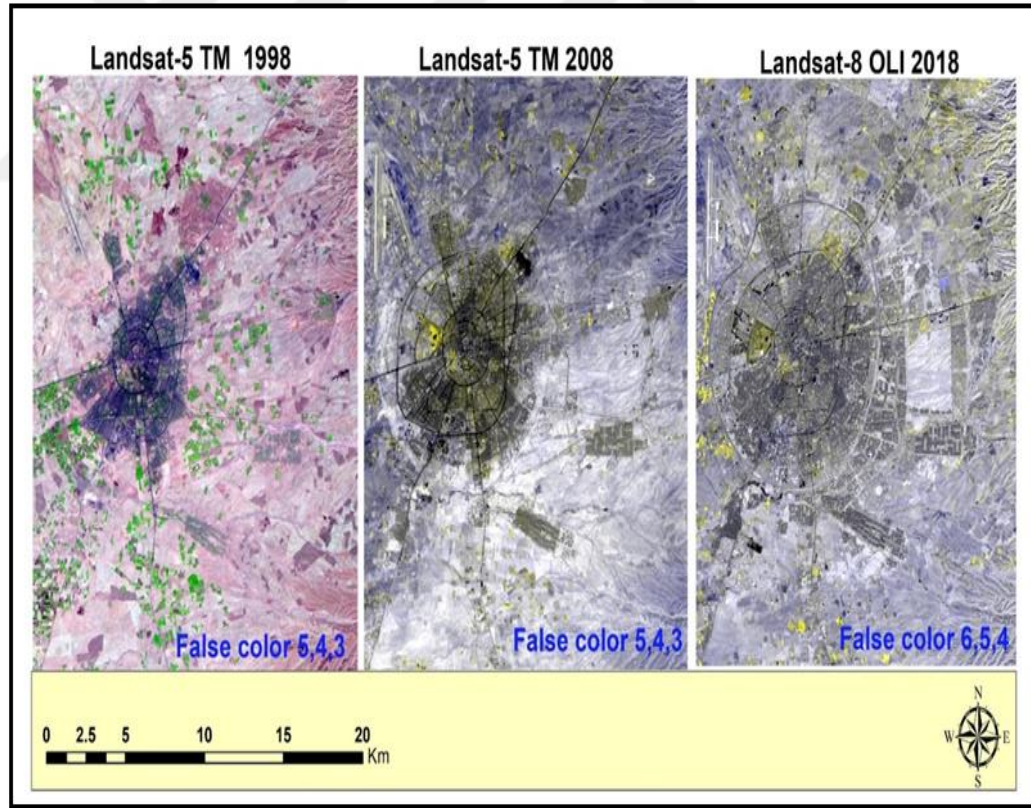 Landsat-5 TM 1998
Landsat-5 TM 2008
Landsat-8 OLI 2018
False color 5,4,3
False color 5,4,3
False color 6,5,4
0 2.5 5 10 15 20
Km
N
W E
S